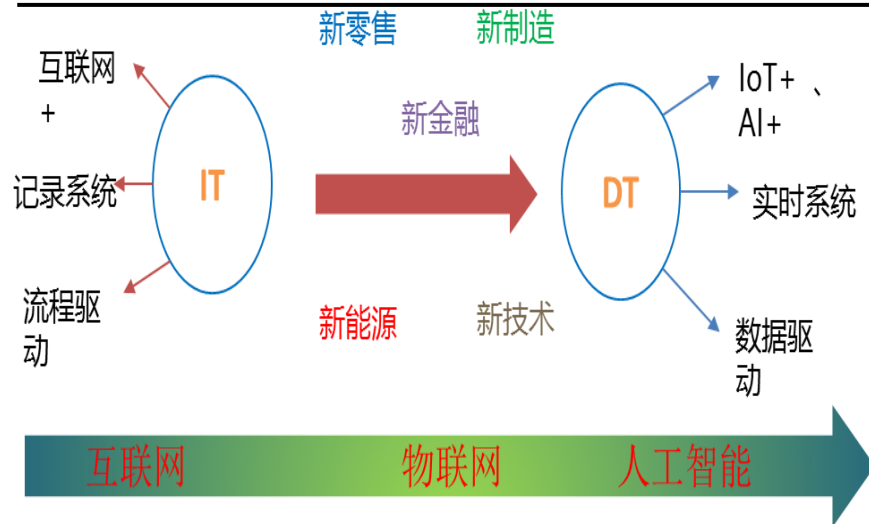 新零售 新制造
互联网
+
IoT+ 、
AI+
新金融
记录系统
IT
DT
实时系统
流程驱
动
新能源 新技术
数据驱
动
互联网 物联网 人工智能